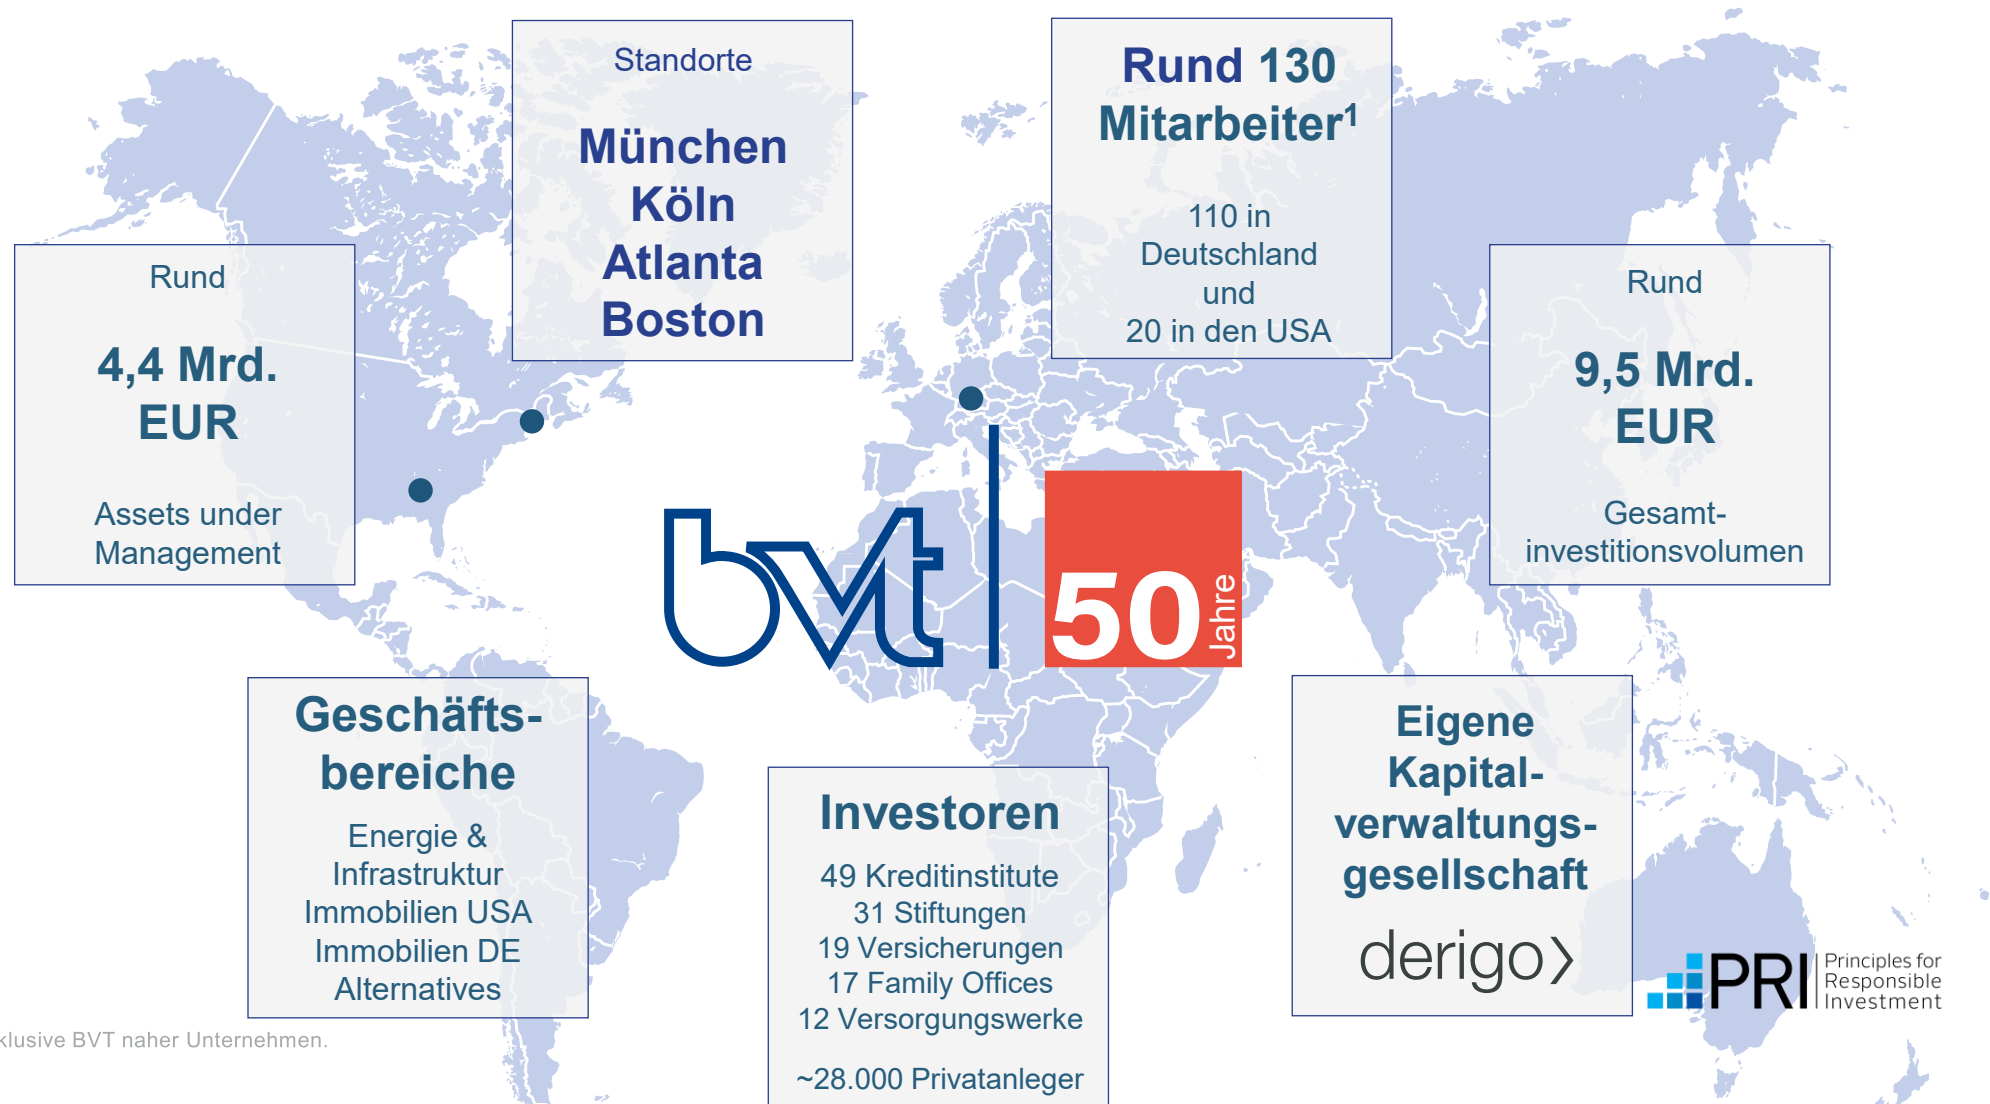 Standorte
München
Köln
Atlanta
Boston
Rund 130
Mitarbeiter¹
110 in
Deutschland
und
20 in den USA
Rund
4,4 Mrd.
EUR
Assets under
Management
Rund
9,5 Mrd.
EUR
Gesamt-
investitionsvolumen
bvt
50
Jahre
Geschäfts-
bereiche
Energie &
Infrastruktur
Immobilien USA
Immobilien DE
Alternatives
Investoren
49 Kreditinstitute
31 Stiftungen
19 Versicherungen
17 Family Offices
12 Versorgungswerke
~28.000 Privatanleger
Eigene
Kapital-
verwaltungs-
gesellschaft
derigo
PRI
Principles for
Responsible
Investment
klusive BVT naher Unternehmen.